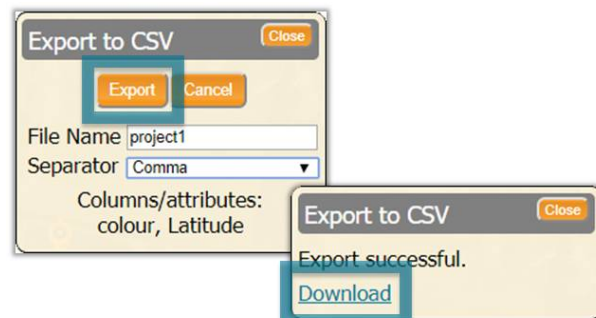 Export to CSV Close
Export Cancel
File Name project1
Separator Comma
Columns/attributes:
colour, Latitude
Export to CSV Close
Export successful.
Download